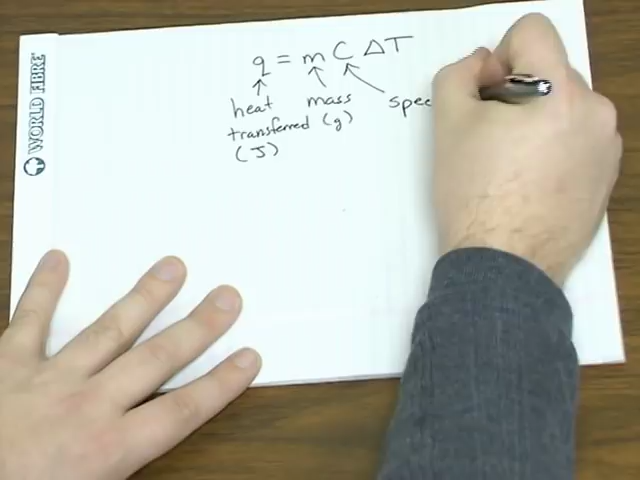 WORLD FIBRE
q = m C ΔT
heat mass spec
transferred (g)
(J)